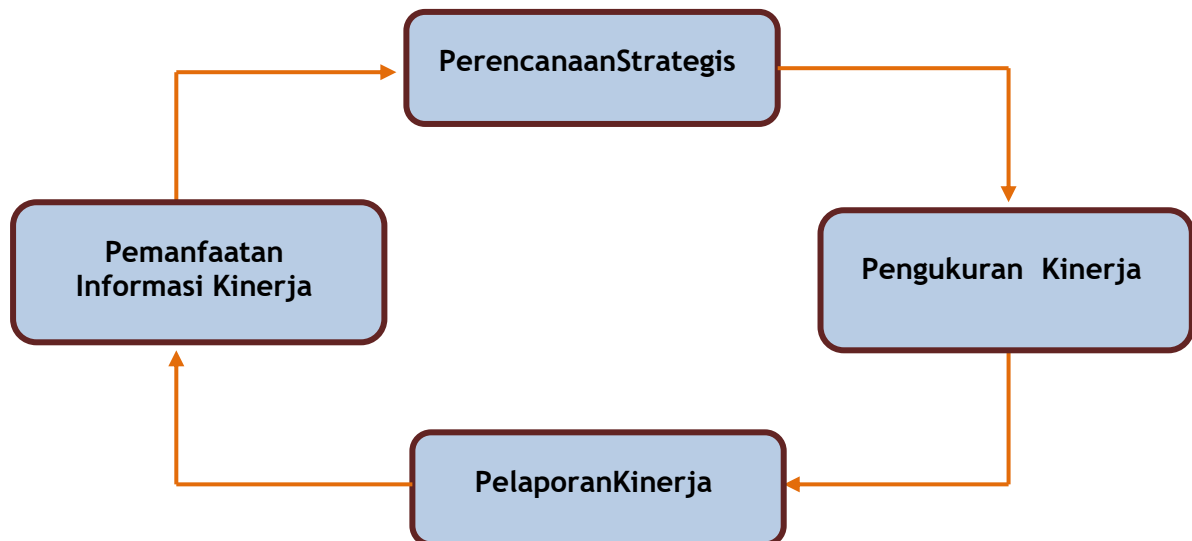 PerencanaanStrategis
Pengukuran Kinerja
PelaporanKinerja
Pemanfaatan
Informasi Kinerja